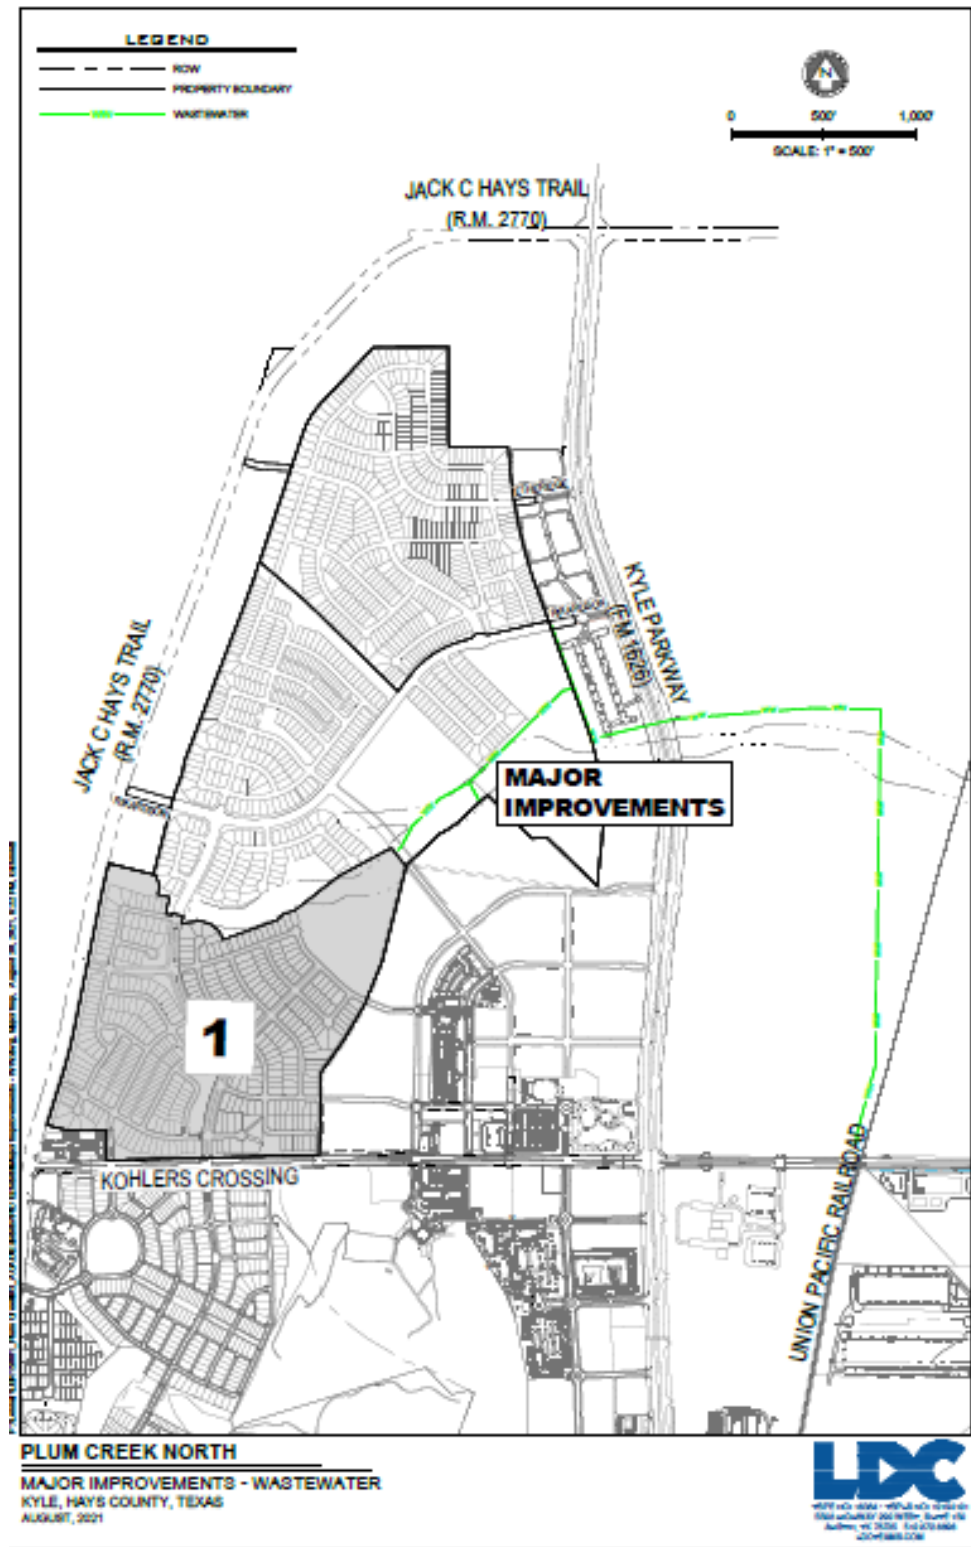 LEGEND
ROW
PROPERTY BOUNDARY
WASTEWATER
N
0 500' 1,000'
SCALE: 1" = 500'
JACK C HAYS TRAIL
(R.M. 2770)
KYLE PARKWAY
(FM 1626)
JACK C HAYS TRAIL
(R.M. 2770)
MAJOR
IMPROVEMENTS
1
KOHLERS CROSSING
UNION PACIFIC RAILROAD
PLUM CREEK NORTH
MAJOR IMPROVEMENTS - WASTEWATER
KYLE, HAYS COUNTY, TEXAS
AUGUST, 2021
LDC